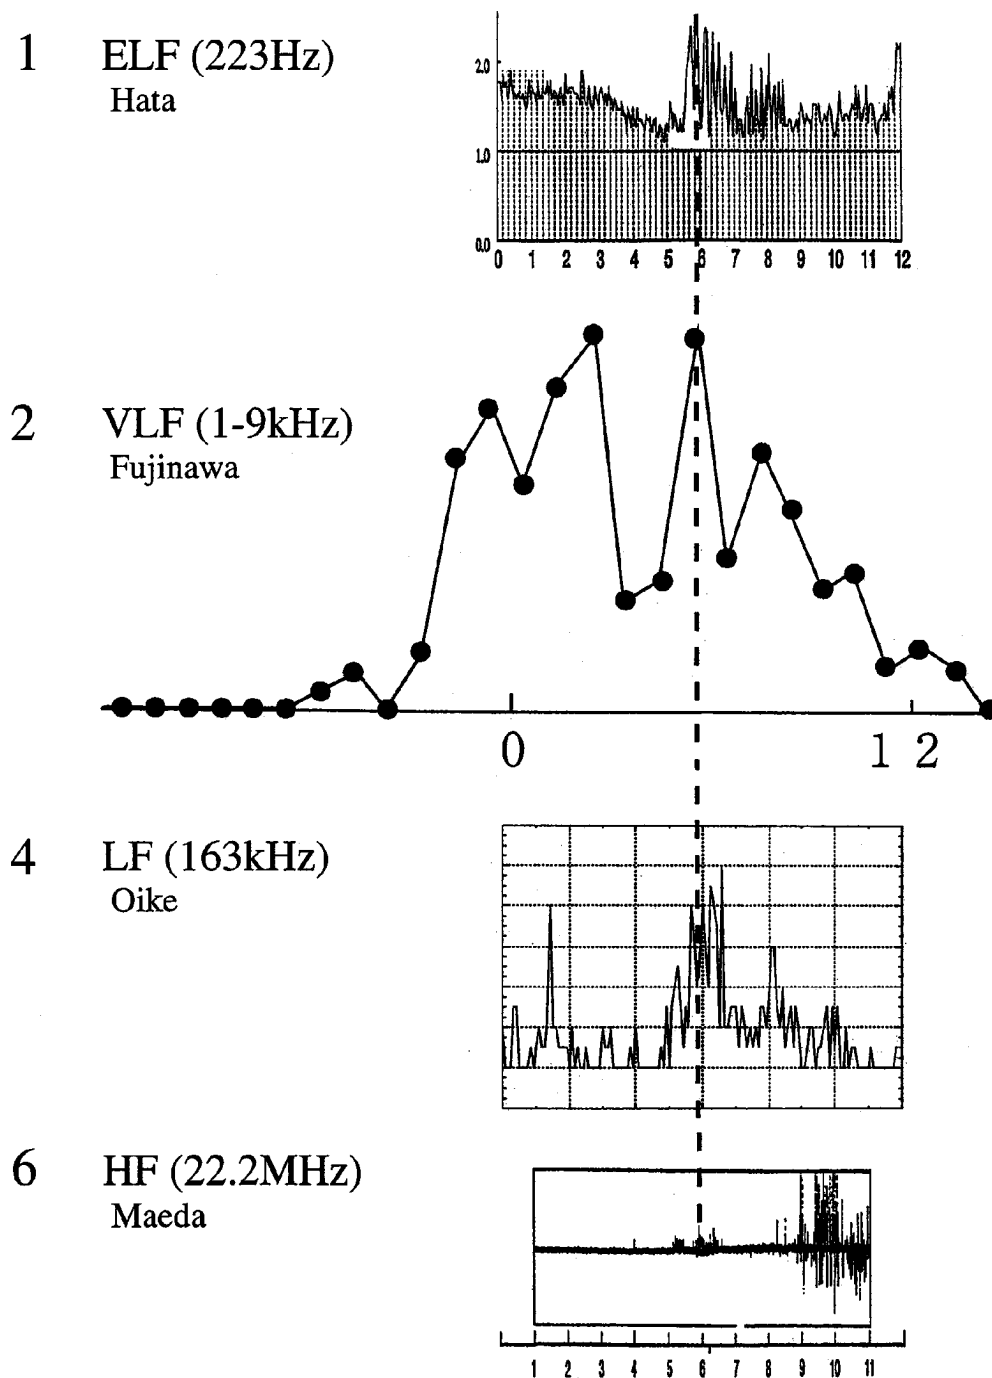 1 ELF (223Hz)
Hata
2.0
1.0
0.0
0 1 2 3 4 5 6 7 8 9 10 11 12
2 VLF (1-9kHz)
Fujinawa
0 12
4 LF (163kHz)
Oike
6 HF (22.2MHz)
Maeda
1 2 3 4 5 6 7 8 9 10 11